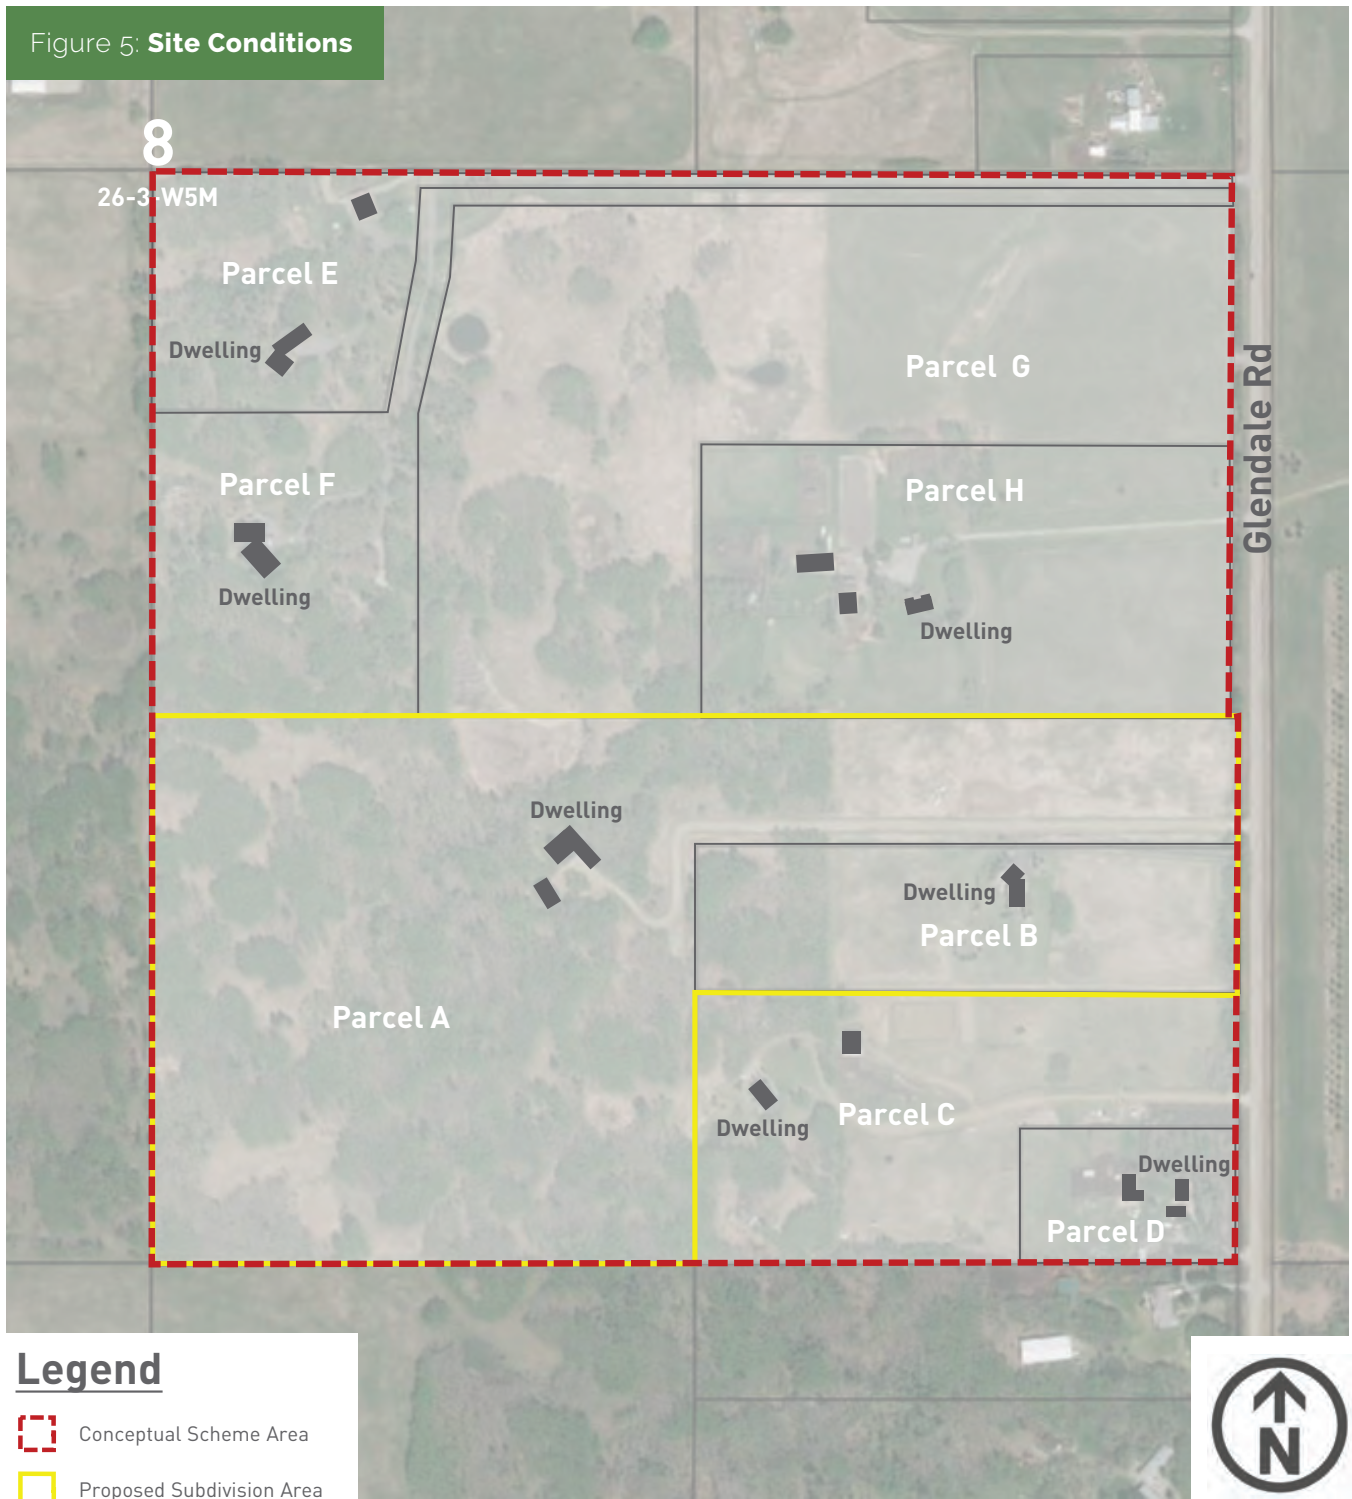 Figure 5: Site Conditions
8
26-3-W5M
Parcel E
Dwelling
Parcel G
Glendale Rd
Parcel F
Parcel H
Dwelling
Dwelling
Dwelling
Dwelling
Parcel B
Parcel A
Parcel C
Dwelling
Dwelling
Parcel D
Legend
Conceptual Scheme Area
Proposed Subdivision Area
N